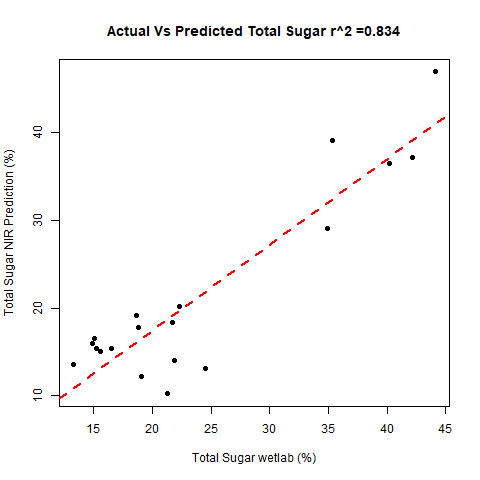 Actual Vs Predicted Total Sugar r^2 =0.834
Total Sugar NIR Prediction (%)
40
30
20
10
15 20 25 30 35 40 45
Total Sugar wetlab (%)